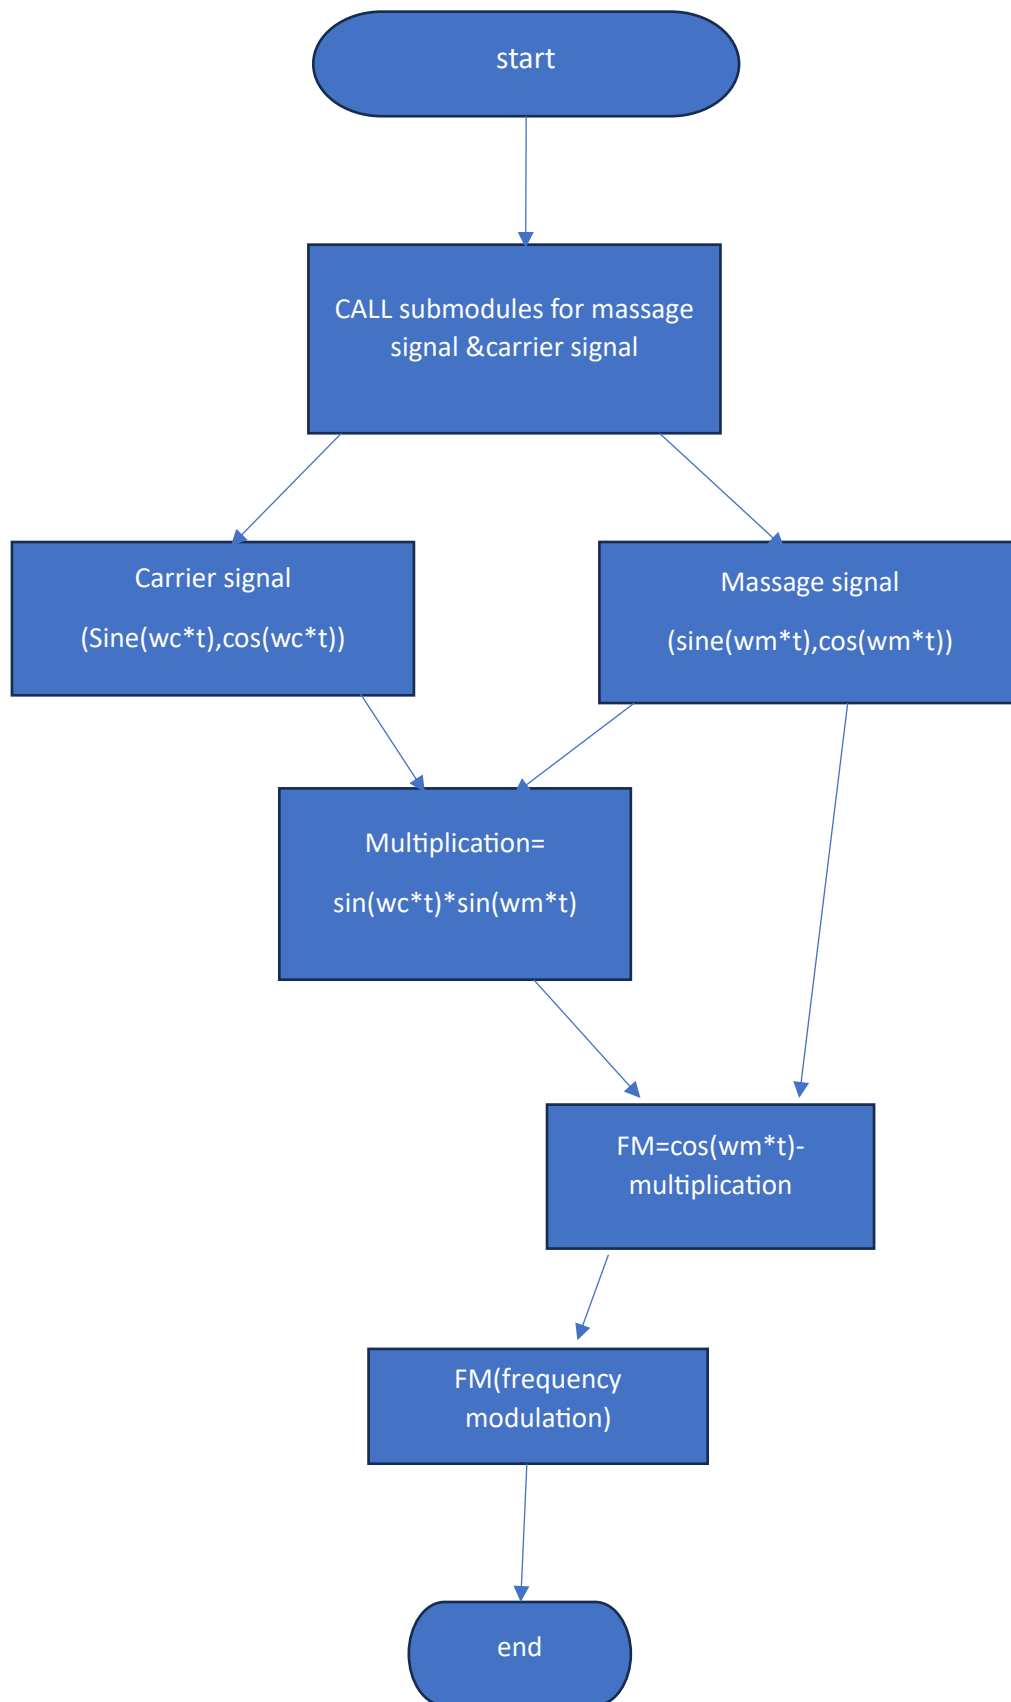 start
CALL submodules for massage
signal &carrier signal
Carrier signal
(Sine(wc*t),cos(wc*t))
Massage signal
(sine(wm*t),cos(wm*t))
Multiplication=
sin(wc*t)*sin(wm*t)
FM=cos(wm*t)-
multiplication
FM(frequency
modulation)
end